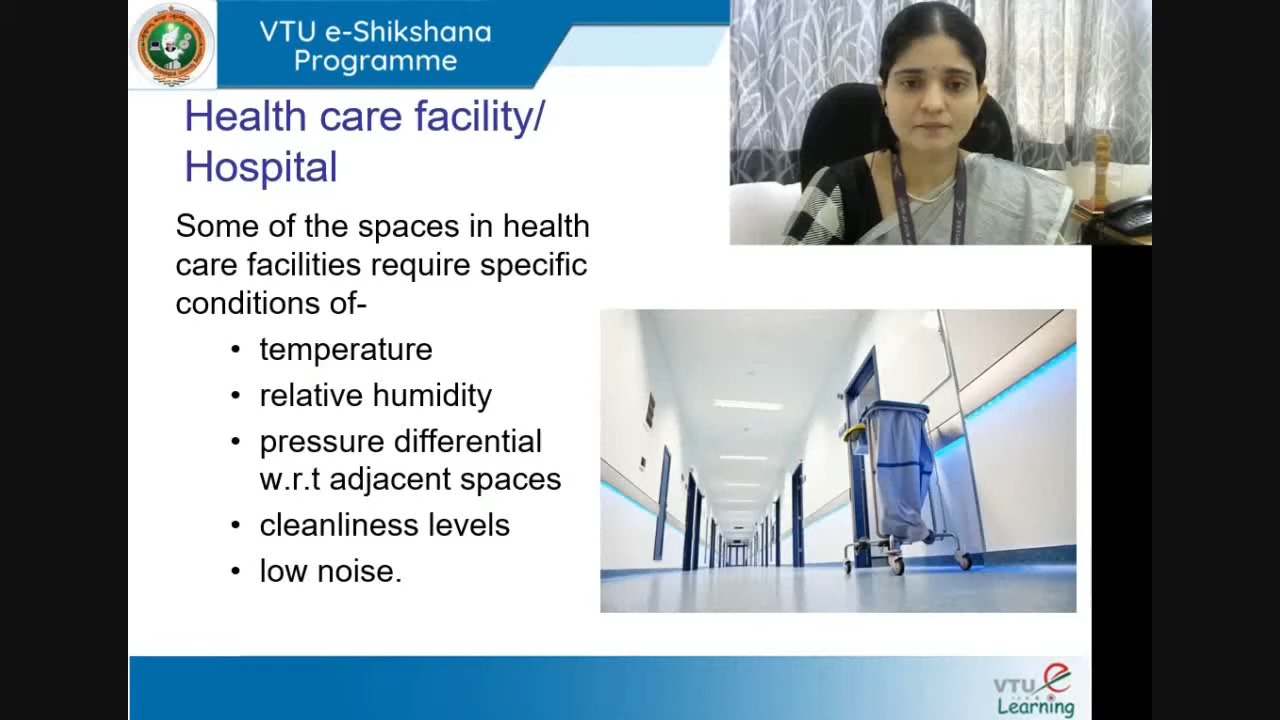 VTU e-Shikshana
Programme
Health care facility/
Hospital
Some of the spaces in health
care facilities require specific
conditions of-
• temperature
• relative humidity
• pressure differential
w.r.t adjacent spaces
• cleanliness levels
• low noise.
VTU e
Learning